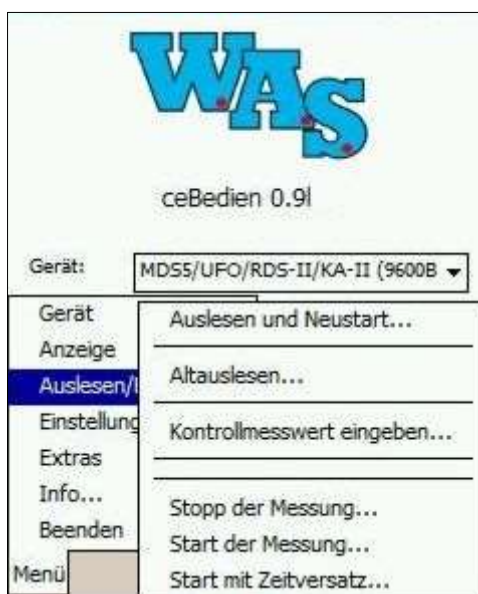 W.A.S.
ceBedien 0.9l
Gerät:
MDS5/UFO/RDS-II/KA-II (9600B
Gerät
Anzeige
Auslesen/
Einstellung
Extras
Info...
Beenden
Menü
Auslesen und Neustart...
Altauslesen...
Kontrollmesswert eingeben...
Stopp der Messung...
Start der Messung...
Start mit Zeitversatz...